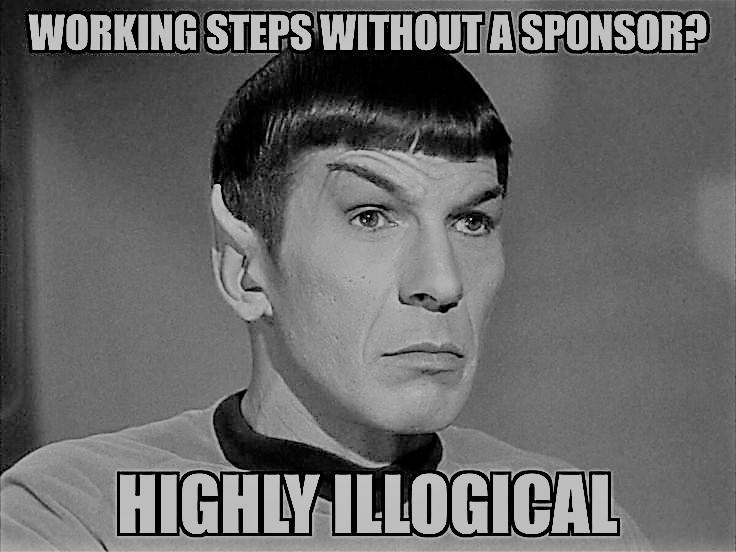 WORKING STEPS WITHOUT A SPONSOR?
HIGHLY ILLOGICAL